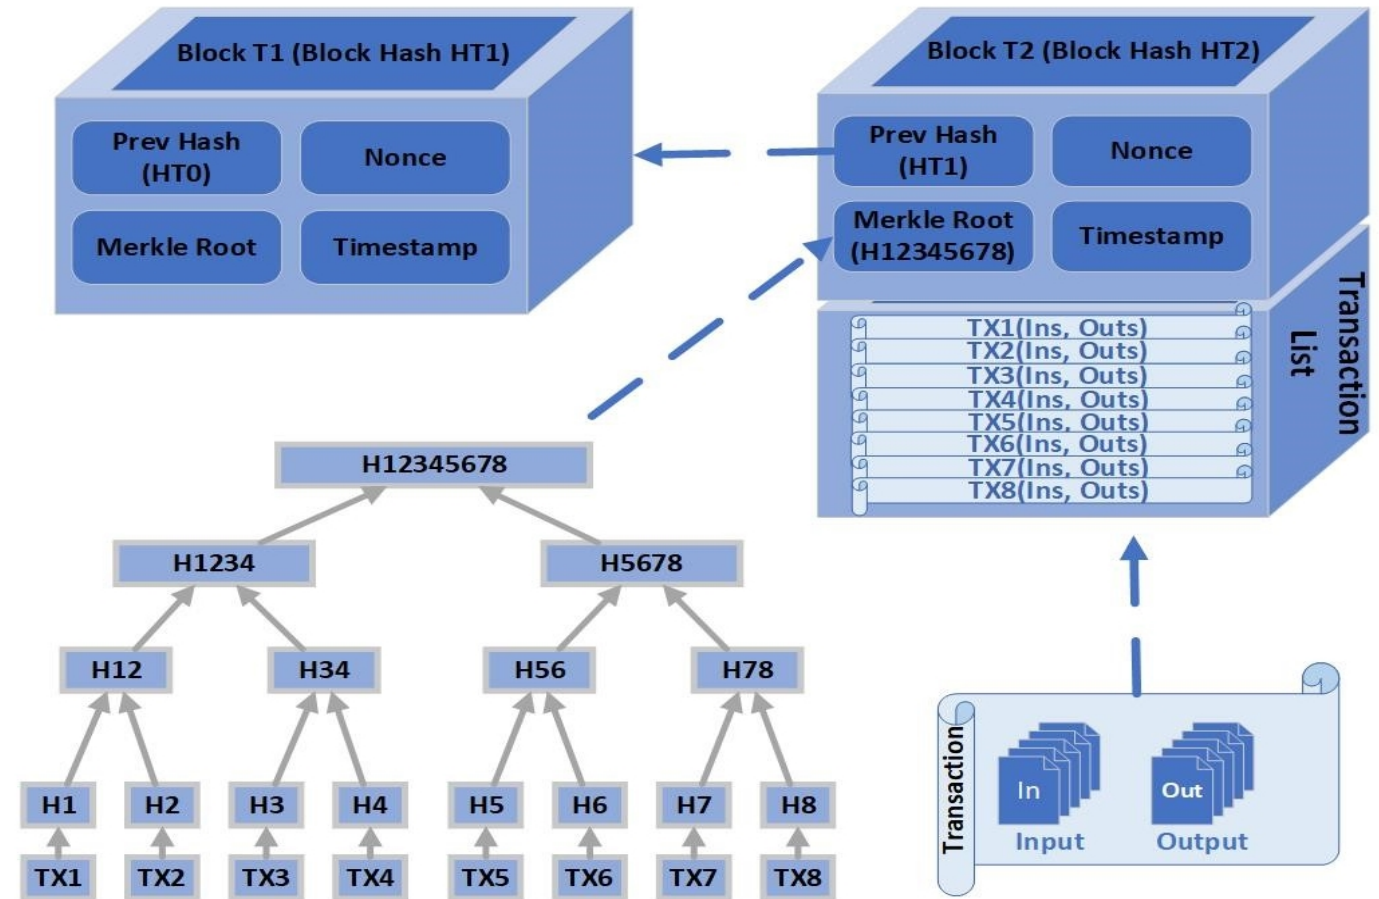 Block T1 (Block Hash HT1)
Prev Hash
(HT0)
Nonce
Merkle Root
Timestamp
Block T2 (Block Hash HT2)
Prev Hash
(HT1)
Nonce
Merkle Root
(H12345678)
Timestamp
Transaction
List
TX1(Ins, Outs)
TX2(Ins, Outs)
TX3(Ins, Outs)
TX4(Ins, Outs)
TX5(Ins, Outs)
TX6(Ins, Outs)
TX7(Ins, Outs)
TX8(Ins, Outs)
H12345678
H1234
H5678
H12
H34
H56
H78
H1
H2
H3
H4
H5
H6
H7
H8
TX1
TX2
TX3
TX4
TX5
TX6
TX7
TX8
Transaction
In
Input
Out
Output